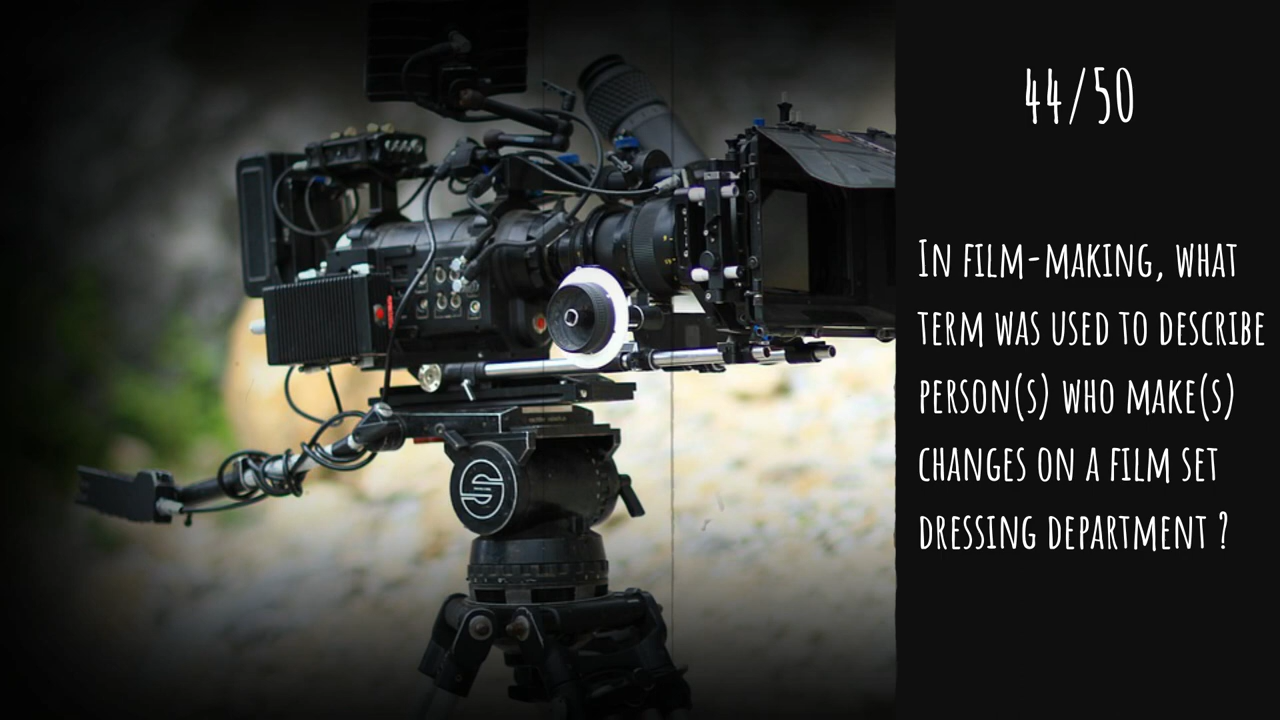 44/50
In film-making, what
term was used to describe
person(s) who make(s)
changes on a film set
dressing department ?